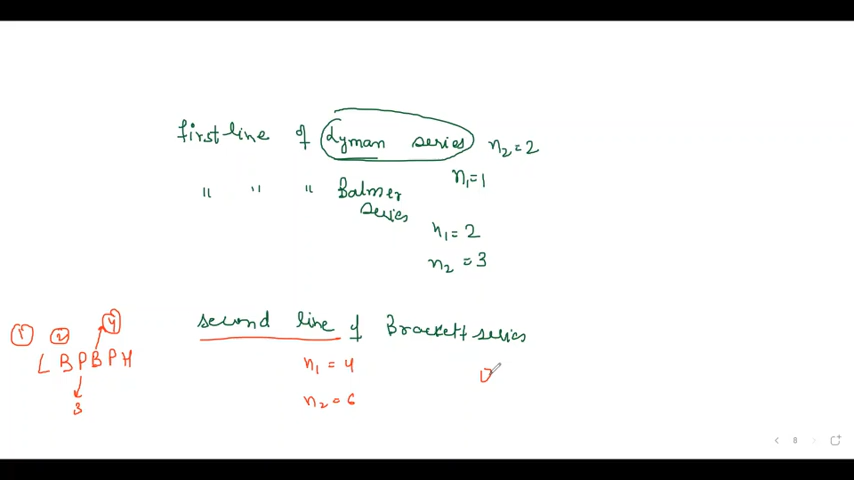 first line of Lyman series n₂ = 2
n₁ = 1
" " " Balmer
series
n₁ = 2
n₂ = 3
second line of Brackett series
① ② ④
L B P B P H
3
n₁ = 4
n₂ = 6
8